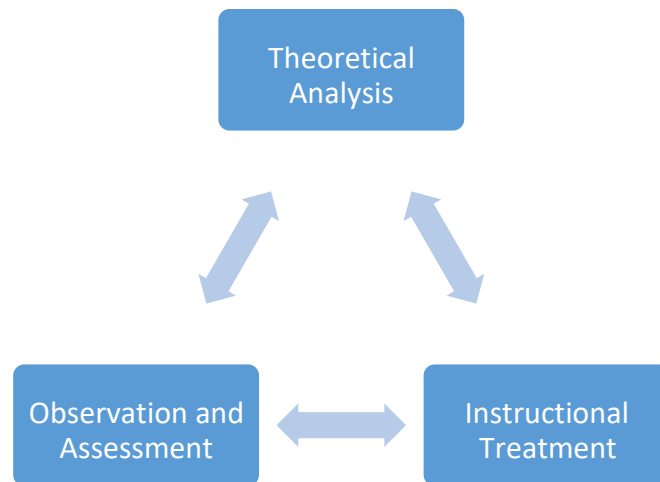 Theoretical
Analysis
Observation and
Assessment
Instructional
Treatment